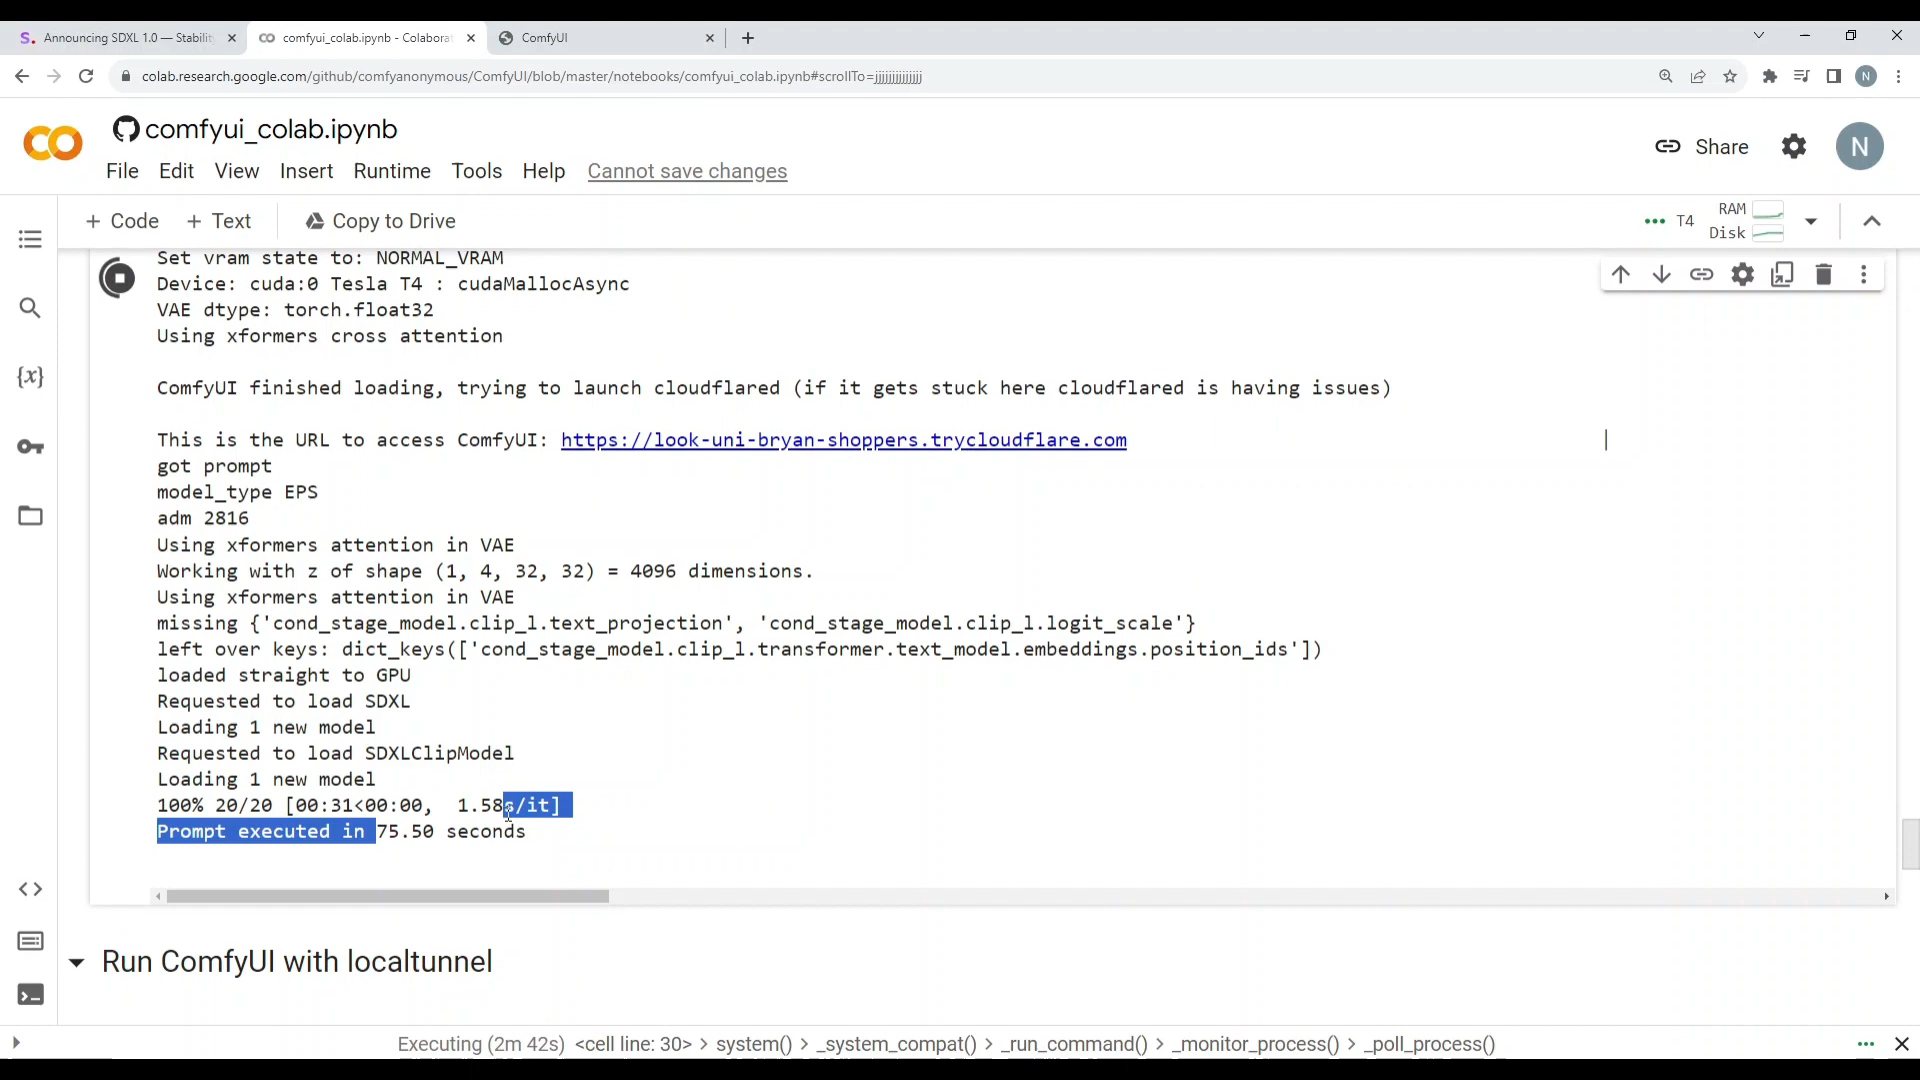 Announcing SDXL 1.0 — Stabilit
comfyui_colab.ipynb - Colabora
ComfyUI
colab.research.google.com/github/comfyanonymous/ComfyUI/blob/master/notebooks/comfyui_colab.ipynb#scrollTo=jjjjjjjjjjjjjj
N
comfyui_colab.ipynb
Share
N
File Edit View Insert Runtime Tools Help Cannot save changes
+ Code + Text Copy to Drive
T4 RAM
Disk
Set vram state to: NORMAL_VRAM
Device: cuda:0 Tesla T4 : cudaMallocAsync
VAE dtype: torch.float32
Using xformers cross attention
ComfyUI finished loading, trying to launch cloudflared (if it gets stuck here cloudflared is having issues)
This is the URL to access ComfyUI: https://look-uni-bryan-shoppers.trycloudflare.com
got prompt
model_type EPS
adm 2816
Using xformers attention in VAE
Working with z of shape (1, 4, 32, 32) = 4096 dimensions.
Using xformers attention in VAE
missing {'cond_stage_model.clip_l.text_projection', 'cond_stage_model.clip_l.logit_scale'}
left over keys: dict_keys(['cond_stage_model.clip_l.transformer.text_model.embeddings.position_ids'])
loaded straight to GPU
Requested to load SDXL
Loading 1 new model
Requested to load SDXLClipModel
Loading 1 new model
100% 20/20 [00:31<00:00, 1.58s/it]
Prompt executed in 75.50 seconds
Run ComfyUI with localtunnel
Executing (2m 42s) <cell line: 30> > system() > _system_compat() > _run_command() > _monitor_process() > _poll_process()